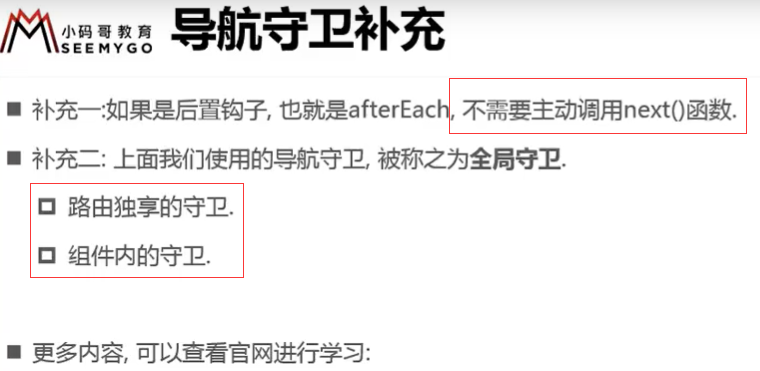 小码哥教育
SEEMYGO
导航守卫补充
补充一:如果是后置钩子, 也就是afterEach, 不需要主动调用next()函数.
补充二: 上面我们使用的导航守卫, 被称之为全局守卫.
路由独享的守卫.
组件内的守卫.
更多内容, 可以查看官网进行学习: